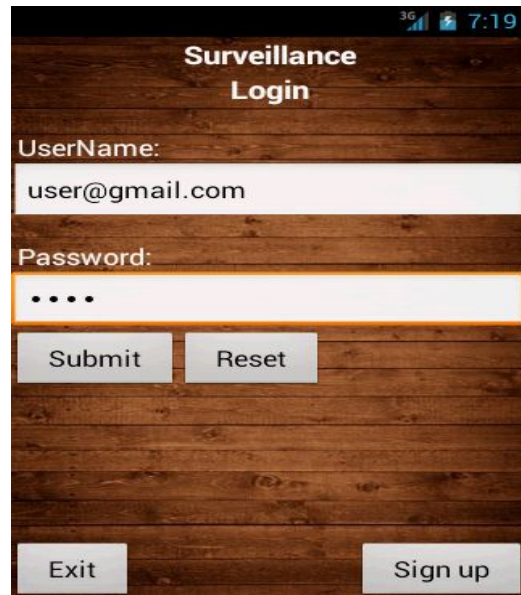 3G 7:19
Surveillance
Login
UserName:
user@gmail.com
Password:
••••
Submit Reset
Exit Sign up